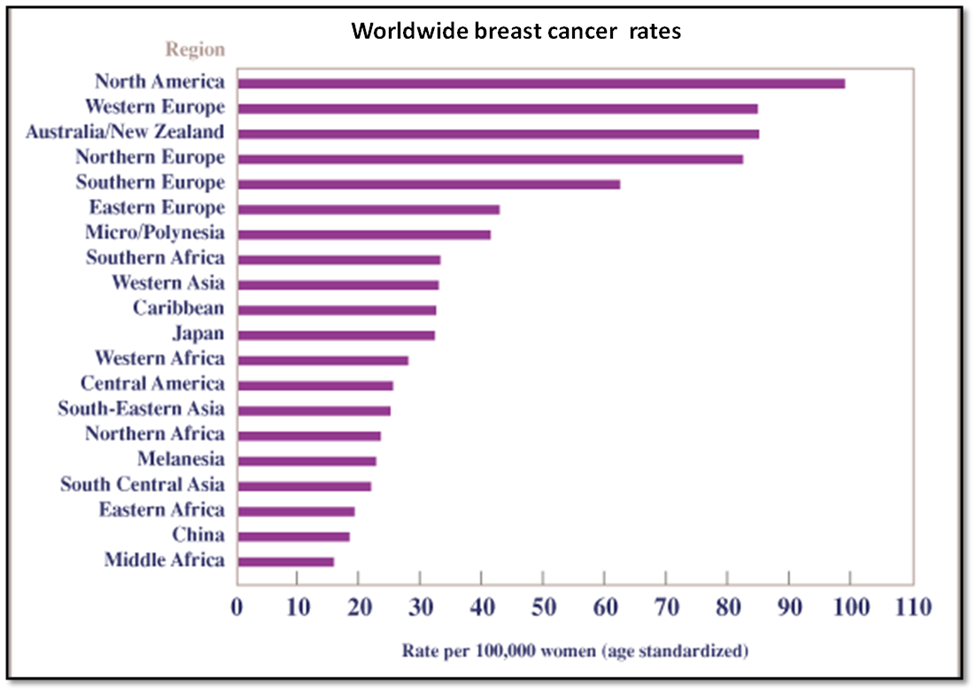 Worldwide breast cancer rates
Region
North America
Western Europe
Australia/New Zealand
Northern Europe
Southern Europe
Eastern Europe
Micro/Polynesia
Southern Africa
Western Asia
Caribbean
Japan
Western Africa
Central America
South-Eastern Asia
Northern Africa
Melanesia
South Central Asia
Eastern Africa
China
Middle Africa
0 10 20 30 40 50 60 70 80 90 100 110
Rate per 100,000 women (age standardized)